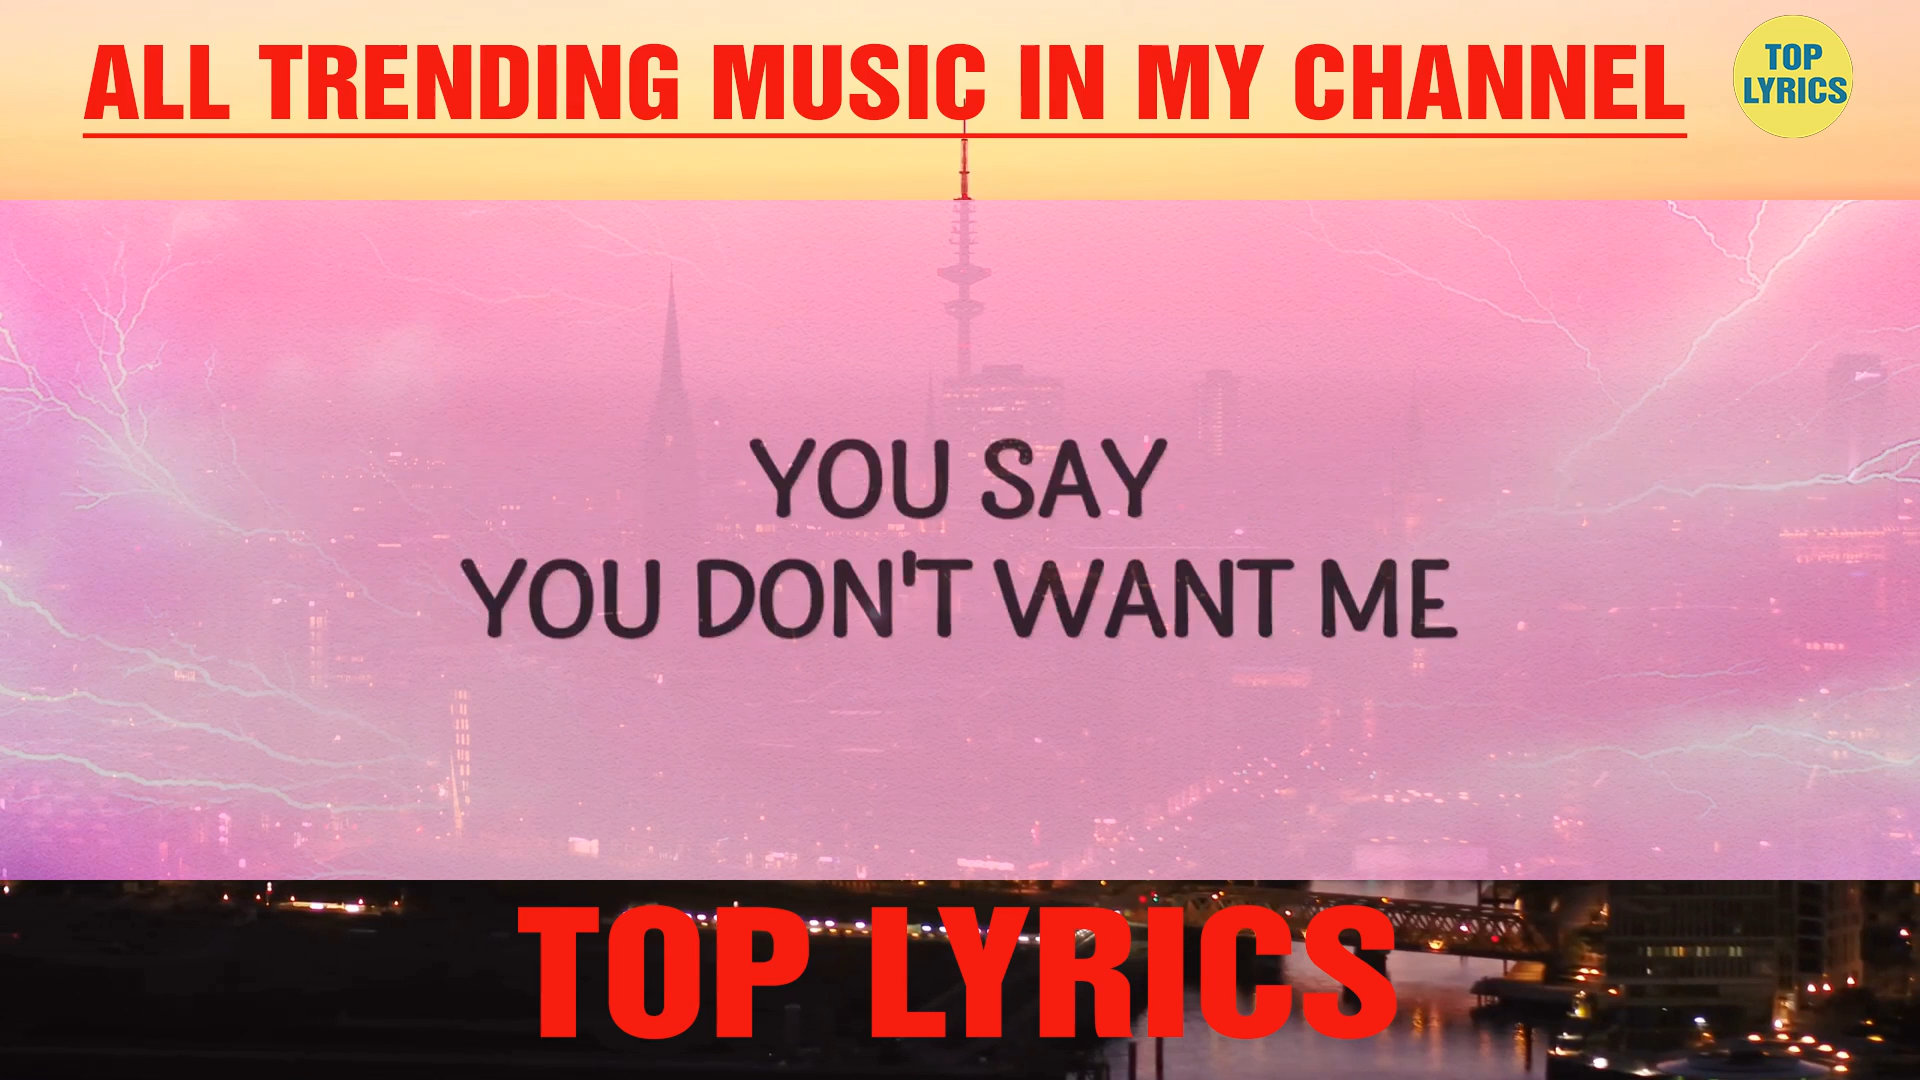 ALL TRENDING MUSIC IN MY CHANNEL
TOP
LYRICS
YOU SAY
YOU DON'T WANT ME
TOP LYRICS